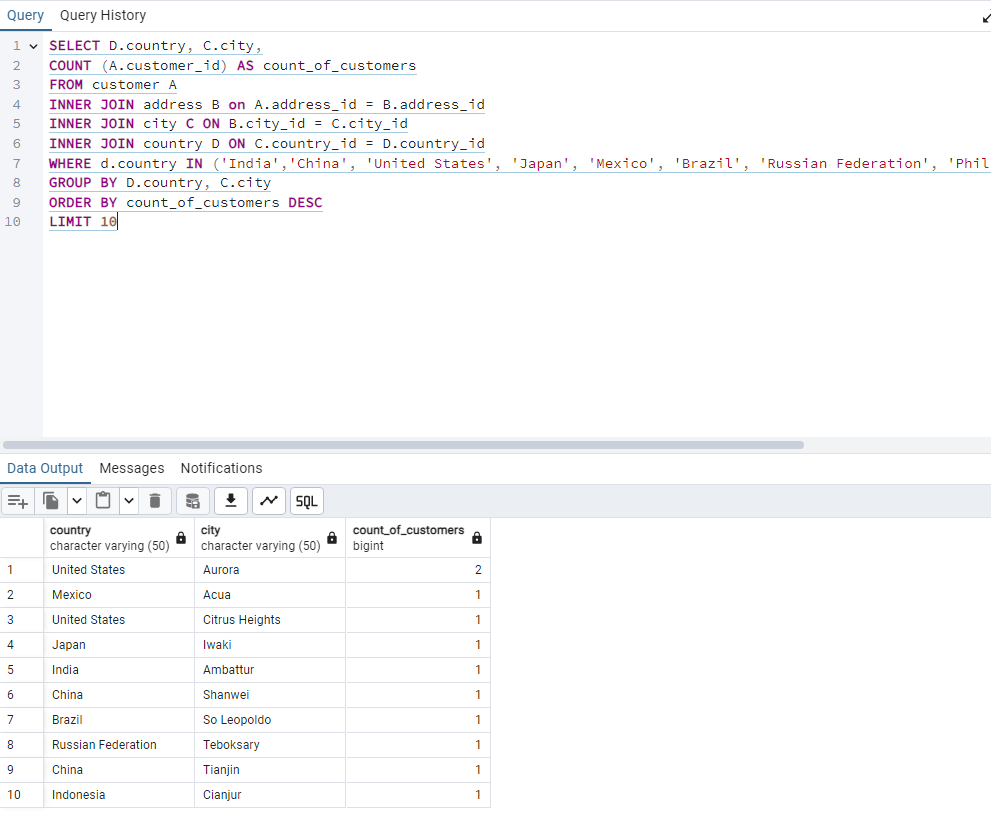 Query Query History
1 SELECT D.country, C.city,
2 COUNT (A.customer_id) AS count_of_customers
3 FROM customer A
4 INNER JOIN address B on A.address_id = B.address_id
5 INNER JOIN city C ON B.city_id = C.city_id
6 INNER JOIN country D ON C.country_id = D.country_id
7 WHERE d.country IN ('India','China', 'United States', 'Japan', 'Mexico', 'Brazil', 'Russian Federation', 'Phil
8 GROUP BY D.country, C.city
9 ORDER BY count_of_customers DESC
10 LIMIT 10
Data Output Messages Notifications
SQL
country city count_of_customers
character varying (50) character varying (50) bigint
1 United States Aurora 2
2 Mexico Acua 1
3 United States Citrus Heights 1
4 Japan Iwaki 1
5 India Ambattur 1
6 China Shanwei 1
7 Brazil So Leopoldo 1
8 Russian Federation Teboksary 1
9 China Tianjin 1
10 Indonesia Cianjur 1